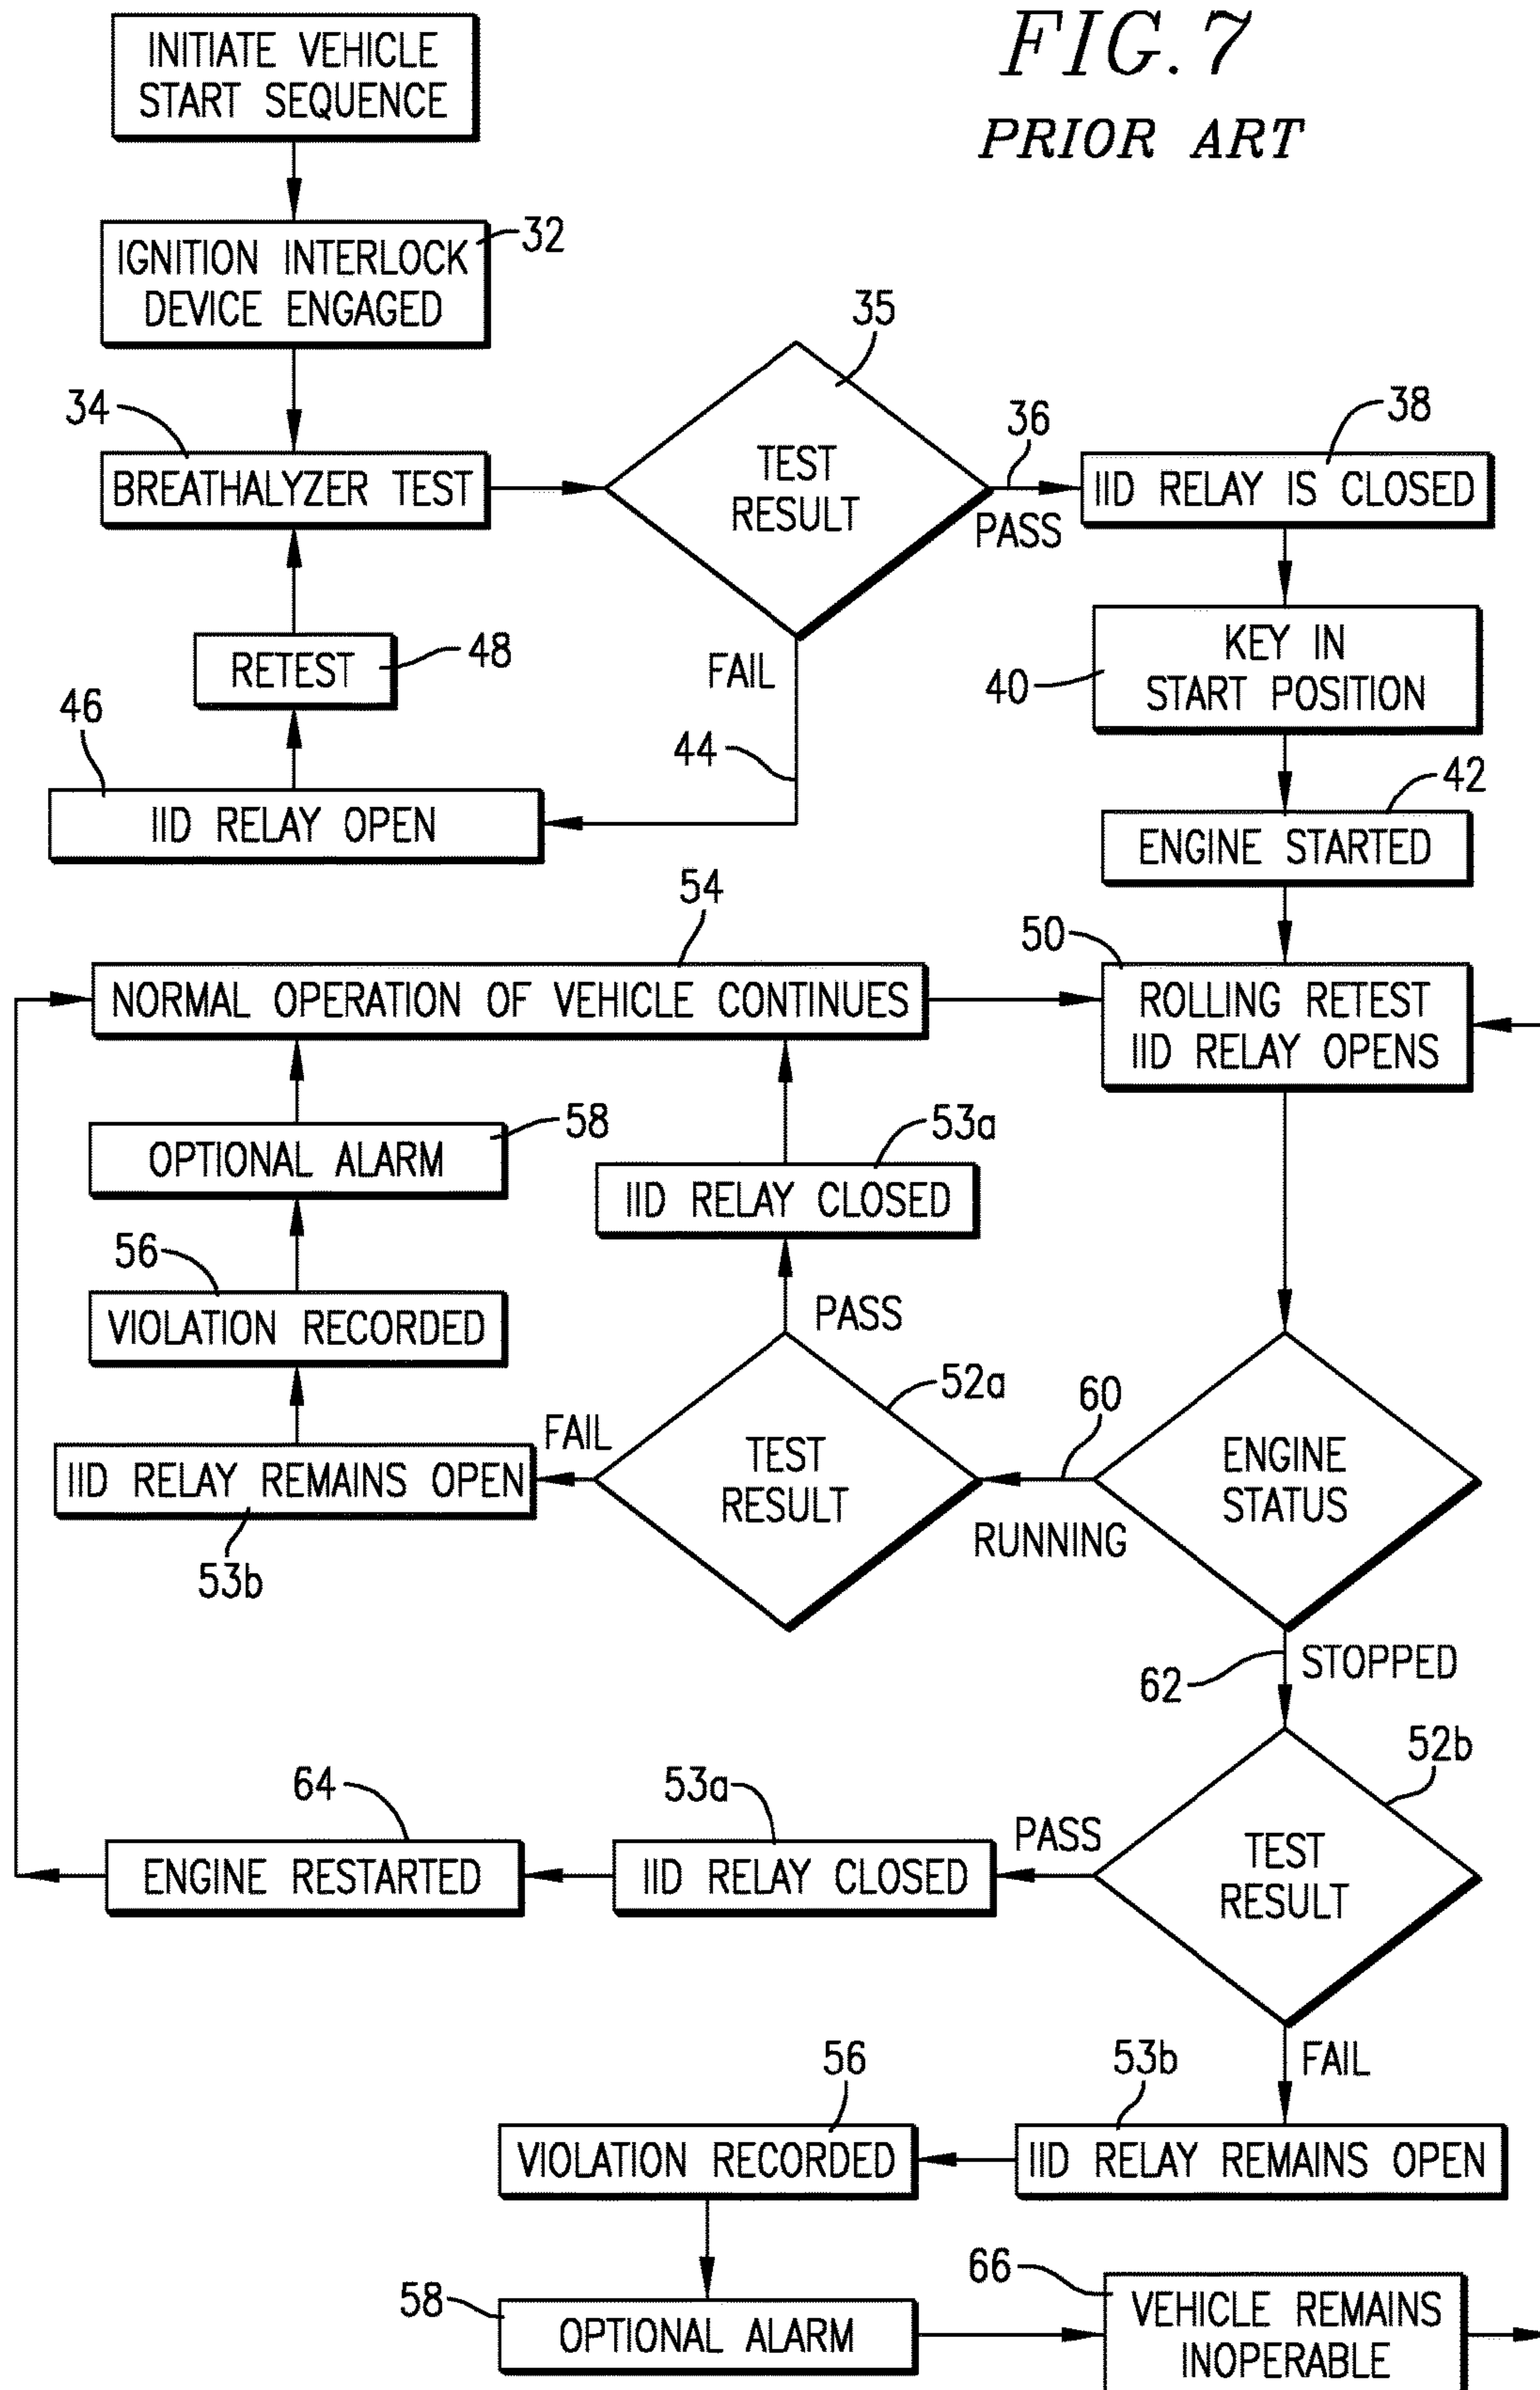 FIG. 7
PRIOR ART
INITIATE VEHICLE
START SEQUENCE
IGNITION INTERLOCK
DEVICE ENGAGED
32
34
BREATHALYZER TEST
35
TEST
RESULT
36
PASS
38
IID RELAY IS CLOSED
FAIL
44
RETEST
48
46
IID RELAY OPEN
40
KEY IN
START POSITION
42
ENGINE STARTED
54
NORMAL OPERATION OF VEHICLE CONTINUES
50
ROLLING RETEST
IID RELAY OPENS
OPTIONAL ALARM
58
53a
IID RELAY CLOSED
56
VIOLATION RECORDED
PASS
FAIL
IID RELAY REMAINS OPEN
53b
52a
TEST
RESULT
60
RUNNING
ENGINE
STATUS
62
STOPPED
52b
TEST
RESULT
PASS
53a
IID RELAY CLOSED
64
ENGINE RESTARTED
FAIL
53b
IID RELAY REMAINS OPEN
56
VIOLATION RECORDED
58
OPTIONAL ALARM
66
VEHICLE REMAINS
INOPERABLE